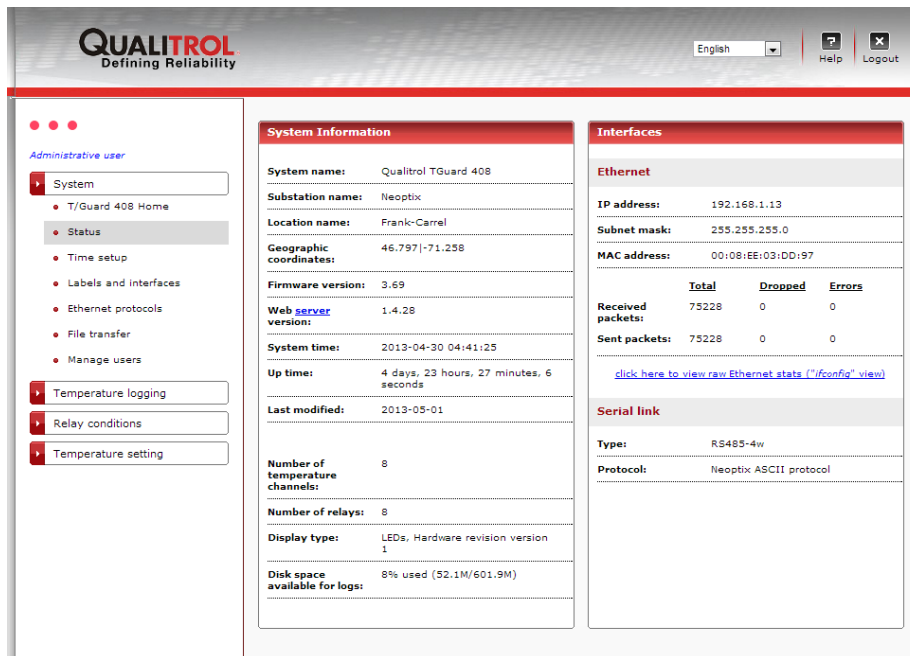 QUALITROL
Defining Reliability
English
?
Help
X
Logout
Administrative user
System
T/Guard 408 Home
Status
Time setup
Labels and interfaces
Ethernet protocols
File transfer
Manage users
Temperature logging
Relay conditions
Temperature setting
System Information
System name: Qualitrol TGuard 408
Substation name: Neoptix
Location name: Frank-Carrel
Geographic
coordinates: 46.797|-71.258
Firmware version: 3.69
Web server
version: 1.4.28
System time: 2013-04-30 04:41:25
Up time: 4 days, 23 hours, 27 minutes, 6
seconds
Last modified: 2013-05-01
Number of
temperature
channels: 8
Number of relays: 8
Display type: LEDs, Hardware revision version
1
Disk space
available for logs: 8% used (52.1M/601.9M)
Interfaces
Ethernet
IP address: 192.168.1.13
Subnet mask: 255.255.255.0
MAC address: 00:08:EE:03:DD:97
Total Dropped Errors
Received
packets: 75228 0 0
Sent packets: 75228 0 0
click here to view raw Ethernet stats ("ifconfig" view)
Serial link
Type: RS485-4w
Protocol: Neoptix ASCII protocol